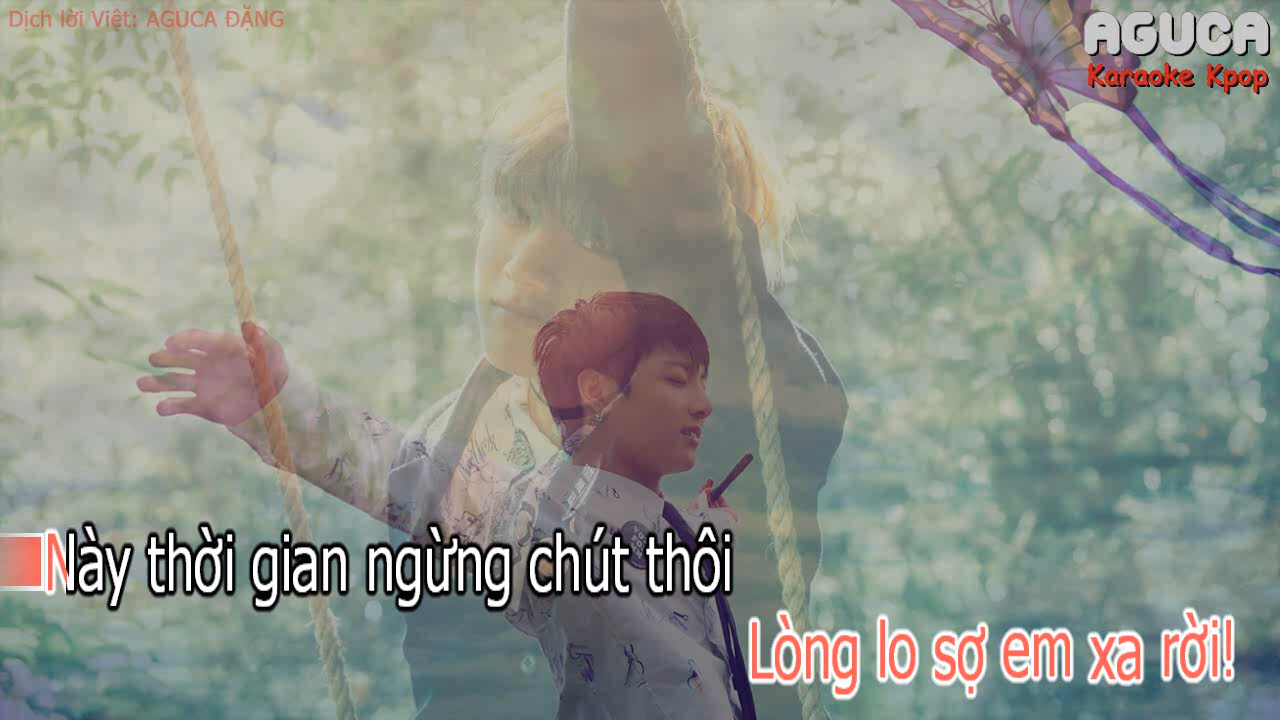 Dịch lời Việt: AGUCA ĐẶNG
AGUCA
Karaoke Kpop
Này thời gian ngừng chút thôi
Lòng lo sợ em xa rời!